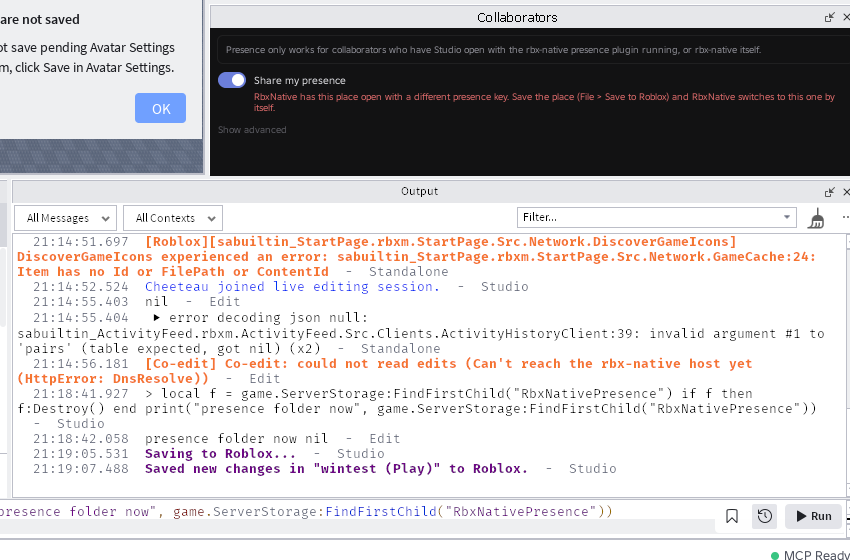 are not saved
ot save pending Avatar Settings
m, click Save in Avatar Settings.
OK
Collaborators
Presence only works for collaborators who have Studio open with the rbx-native presence plugin running, or rbx-native itself.
Share my presence
RbxNative has this place open with a different presence key. Save the place (File > Save to Roblox) and RbxNative switches to this one by
itself.
Show advanced
Output
All Messages
All Contexts
Filter...
21:14:51.697 [Roblox][sabuiltin_StartPage.rbxm.StartPage.Src.Network.DiscoverGameIcons]
DiscoverGameIcons experienced an error: sabuiltin_StartPage.rbxm.StartPage.Src.Network.GameCache:24:
Item has no Id or FilePath or ContentId - Standalone
21:14:52.524 Cheeteau joined live editing session. - Studio
21:14:55.403 nil - Edit
21:14:55.404 ▶ error decoding json null:
sabuiltin_ActivityFeed.rbxm.ActivityFeed.Src.Clients.ActivityHistoryClient:39: invalid argument #1 to
'pairs' (table expected, got nil) (x2) - Standalone
21:14:56.181 [Co-edit] Co-edit: could not read edits (Can't reach the rbx-native host yet
(HttpError: DnsResolve)) - Edit
21:18:41.927 > local f = game.ServerStorage:FindFirstChild("RbxNativePresence") if f then
f:Destroy() end print("presence folder now", game.ServerStorage:FindFirstChild("RbxNativePresence"))
- Studio
21:18:42.058 presence folder now nil - Edit
21:19:05.531 Saving to Roblox... - Studio
21:19:07.488 Saved new changes in "wintest (Play)" to Roblox. - Studio
presence folder now", game.ServerStorage:FindFirstChild("RbxNativePresence"))
Run
MCP Ready